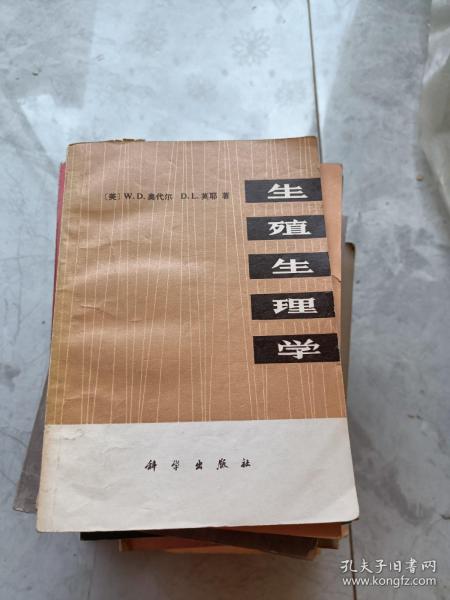 〔英〕W.D.奥代尔 D.L.莫耶 著
生殖生理学
科学出版社
孔夫子旧书网
www.kongfz.com